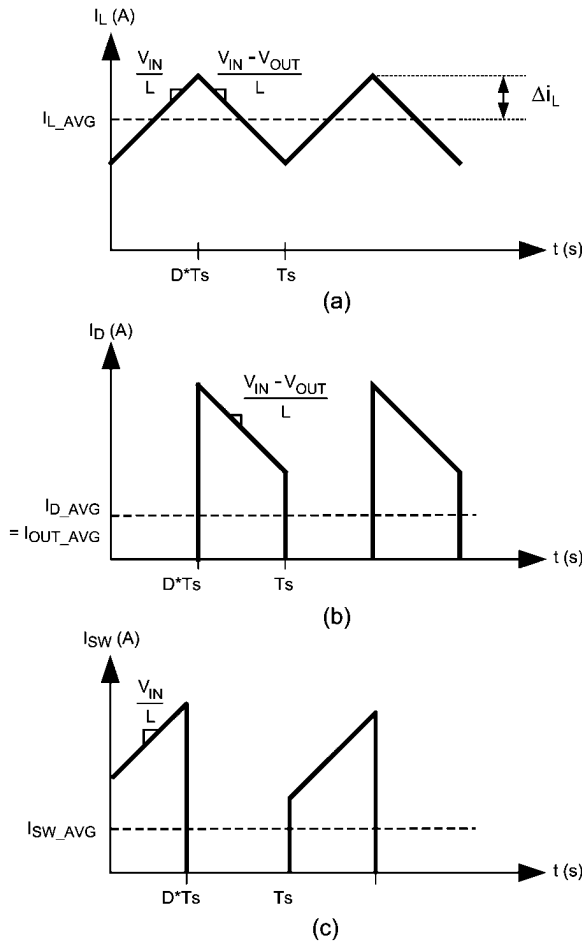 I_L (A)
V_IN / L
V_IN - V_OUT / L
I_L_AVG
Δi_L
t (s)
D*Ts
Ts
(a)
I_D (A)
V_IN - V_OUT / L
I_D_AVG
= I_OUT_AVG
t (s)
D*Ts
Ts
(b)
I_SW (A)
V_IN / L
I_SW_AVG
t (s)
D*Ts
Ts
(c)